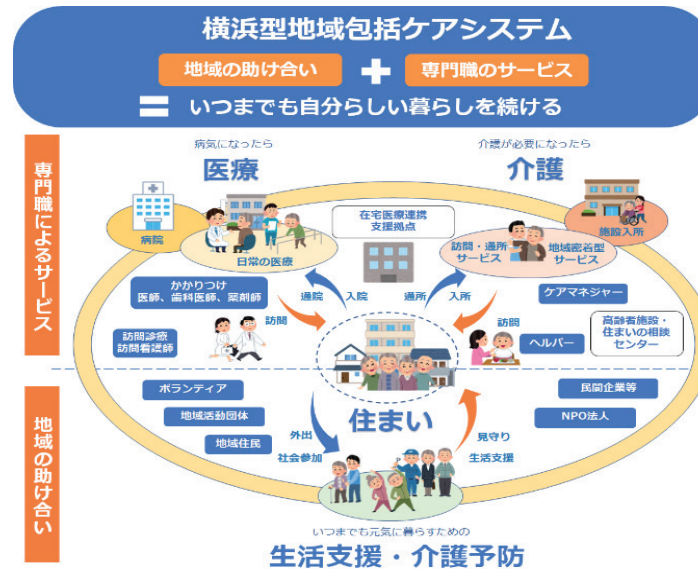 横浜型地域包括ケアシステム
地域の助け合い + 専門職のサービス
= いつまでも自分らしい暮らしを続ける
専門職によるサービス
病気になったら
医療
介護が必要になったら
介護
病院
日常の医療
在宅医療連携
支援拠点
訪問・通所
サービス
地域密着型
サービス
施設入所
かかりつけ
医師、歯科医師、薬剤師
通院
入院
通所
入所
ケアマネジャー
訪問診療
訪問看護師
訪問
訪問
ヘルパー
高齢者施設・
住まいの相談
センター
地域の助け合い
ボランティア
地域活動団体
地域住民
住まい
民間企業等
NPO法人
外出
社会参加
見守り
生活支援
いつまでも元気に暮らすための
生活支援・介護予防